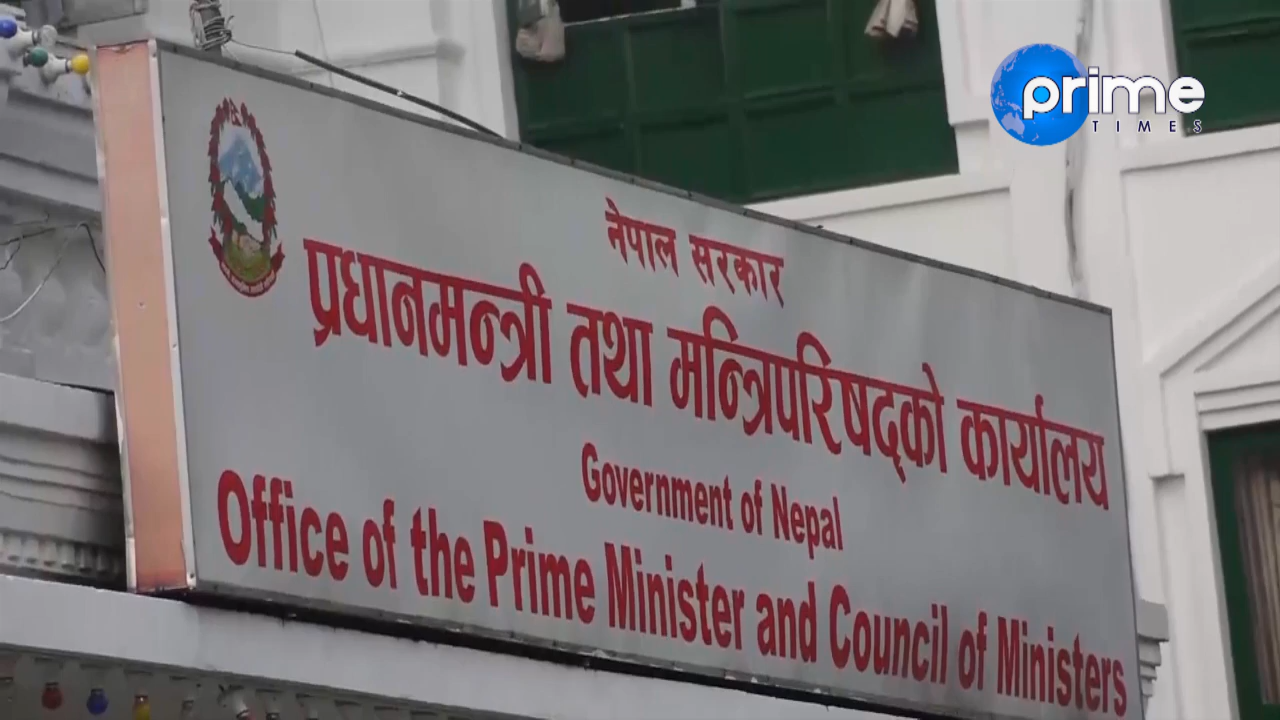 prime
TIMES
नेपाल सरकार
प्रधानमन्त्री तथा मन्त्रिपरिषद्को कार्यालय
Government of Nepal
Office of the Prime Minister and Council of Ministers